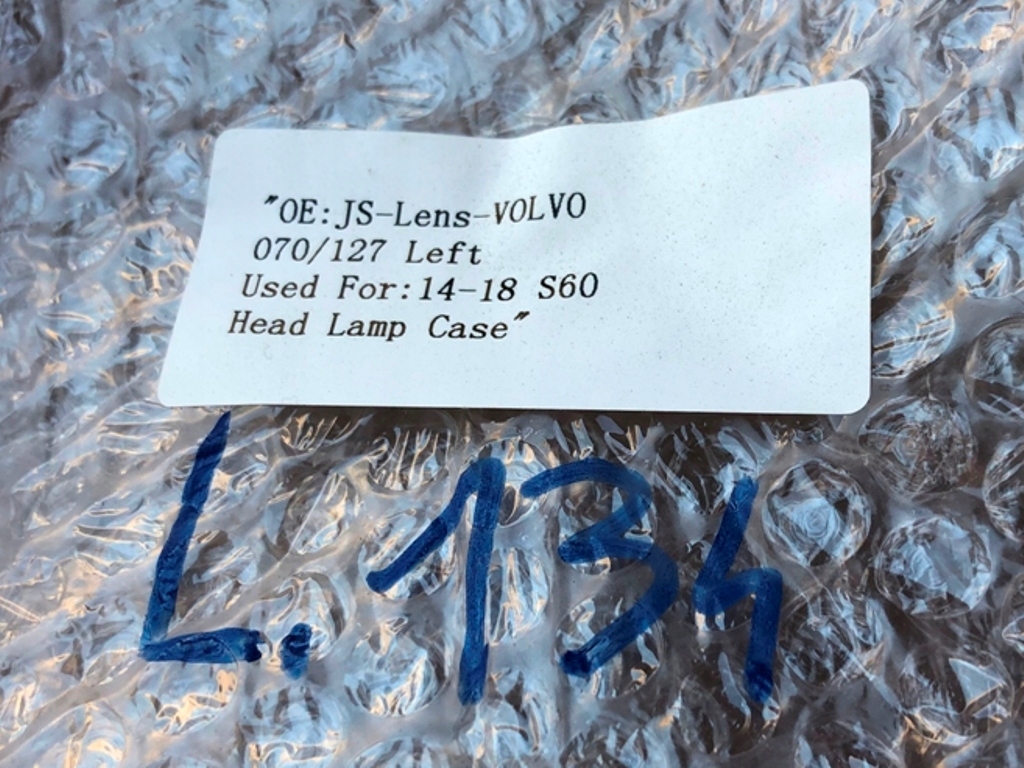 "OE:JS-Lens-VOLVO
070/127 Left
Used For:14-18 S60
Head Lamp Case"
L.134